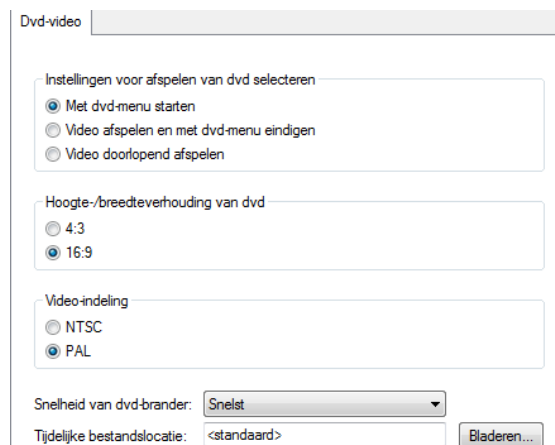 Dvd-video
Instellingen voor afspelen van dvd selecteren
Met dvd-menu starten
Video afspelen en met dvd-menu eindigen
Video doorlopend afspelen
Hoogte-/breedteverhouding van dvd
4:3
16:9
Video-indeling
NTSC
PAL
Snelheid van dvd-brander: Snelst
Tijdelijke bestandslocatie: <standaard> Bladeren...